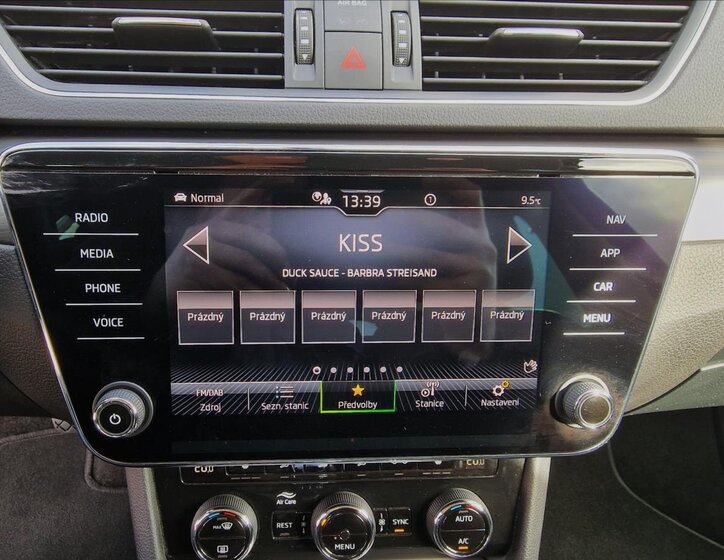 AIR BAG
Normal 13:39 1 9.5°C
RADIO
MEDIA
PHONE
VOICE
KISS
DUCK SAUCE - BARBRA STREISAND
Prázdný Prázdný Prázdný Prázdný Prázdný Prázdný
FM/DAB
Zdroj Sezn. stanic Předvolby Stanice Nastavení
NAV
APP
CAR
MENU
Air Care
MAX REST MENU SYNC AUTO
A/C